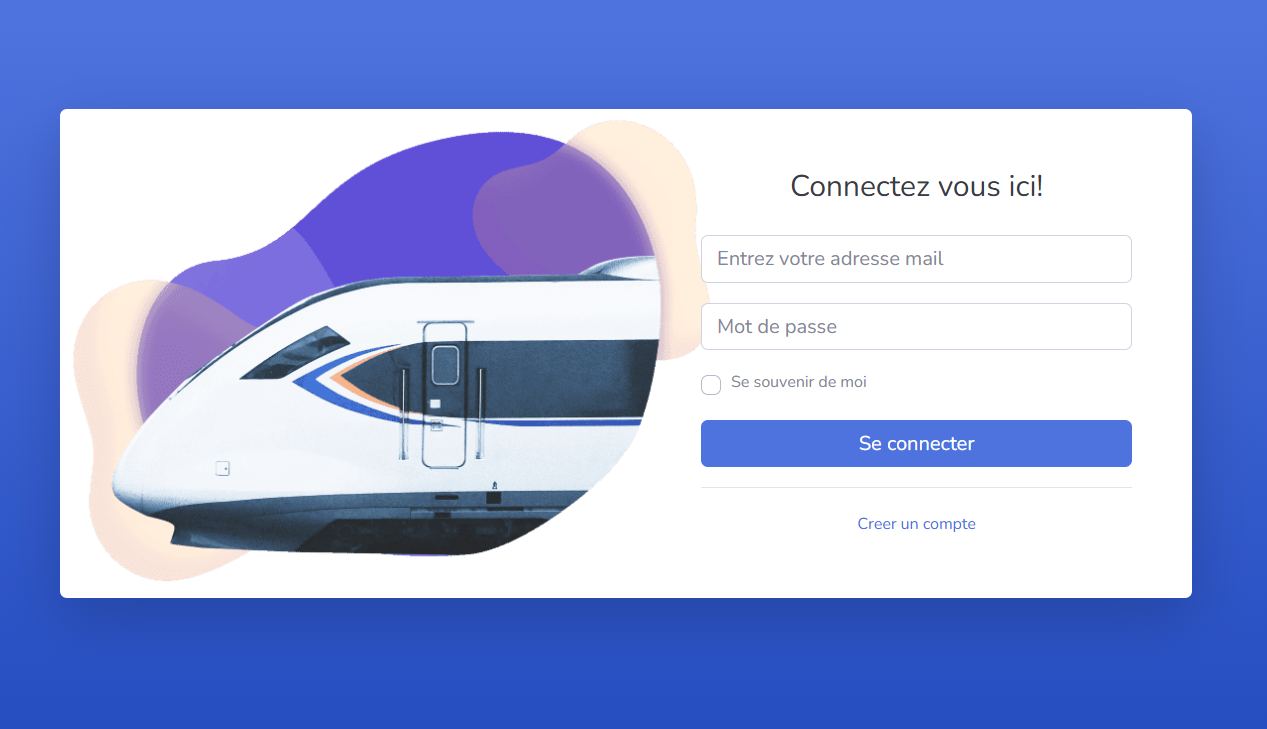 Connectez vous ici!
Entrez votre adresse mail
Mot de passe
Se souvenir de moi
Se connecter
Creer un compte